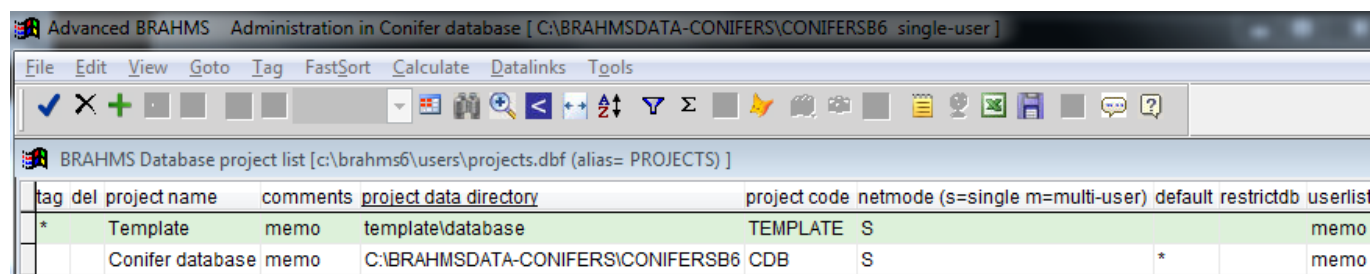 Advanced BRAHMS Administration in Conifer database [ C:\BRAHMSDATA-CONIFERS\CONIFERSB6 single-user ]
File Edit View Goto Tag FastSort Calculate Datalinks Tools
BRAHMS Database project list [c:\brahms6\users\projects.dbf (alias= PROJECTS) ]
tag del project name comments project data directory project code netmode (s=single m=multi-user) default restrictdb userlist
* Template memo template\database TEMPLATE S memo
Conifer database memo C:\BRAHMSDATA-CONIFERS\CONIFERSB6 CDB S * memo